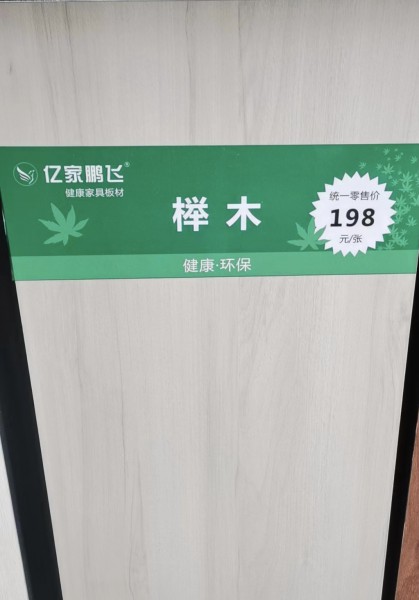 亿家鹏飞®
健康家具板材
榉木
统一零售价
198
元/张
健康·环保